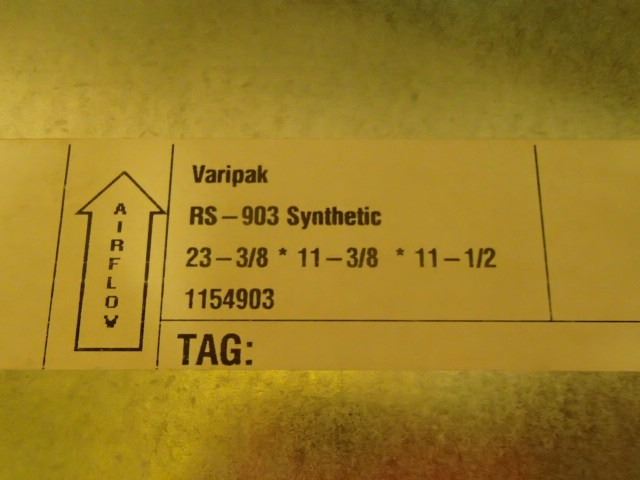 AIRFLOW
Varipak
RS-903 Synthetic
23-3/8 * 11-3/8 * 11-1/2
1154903
TAG: